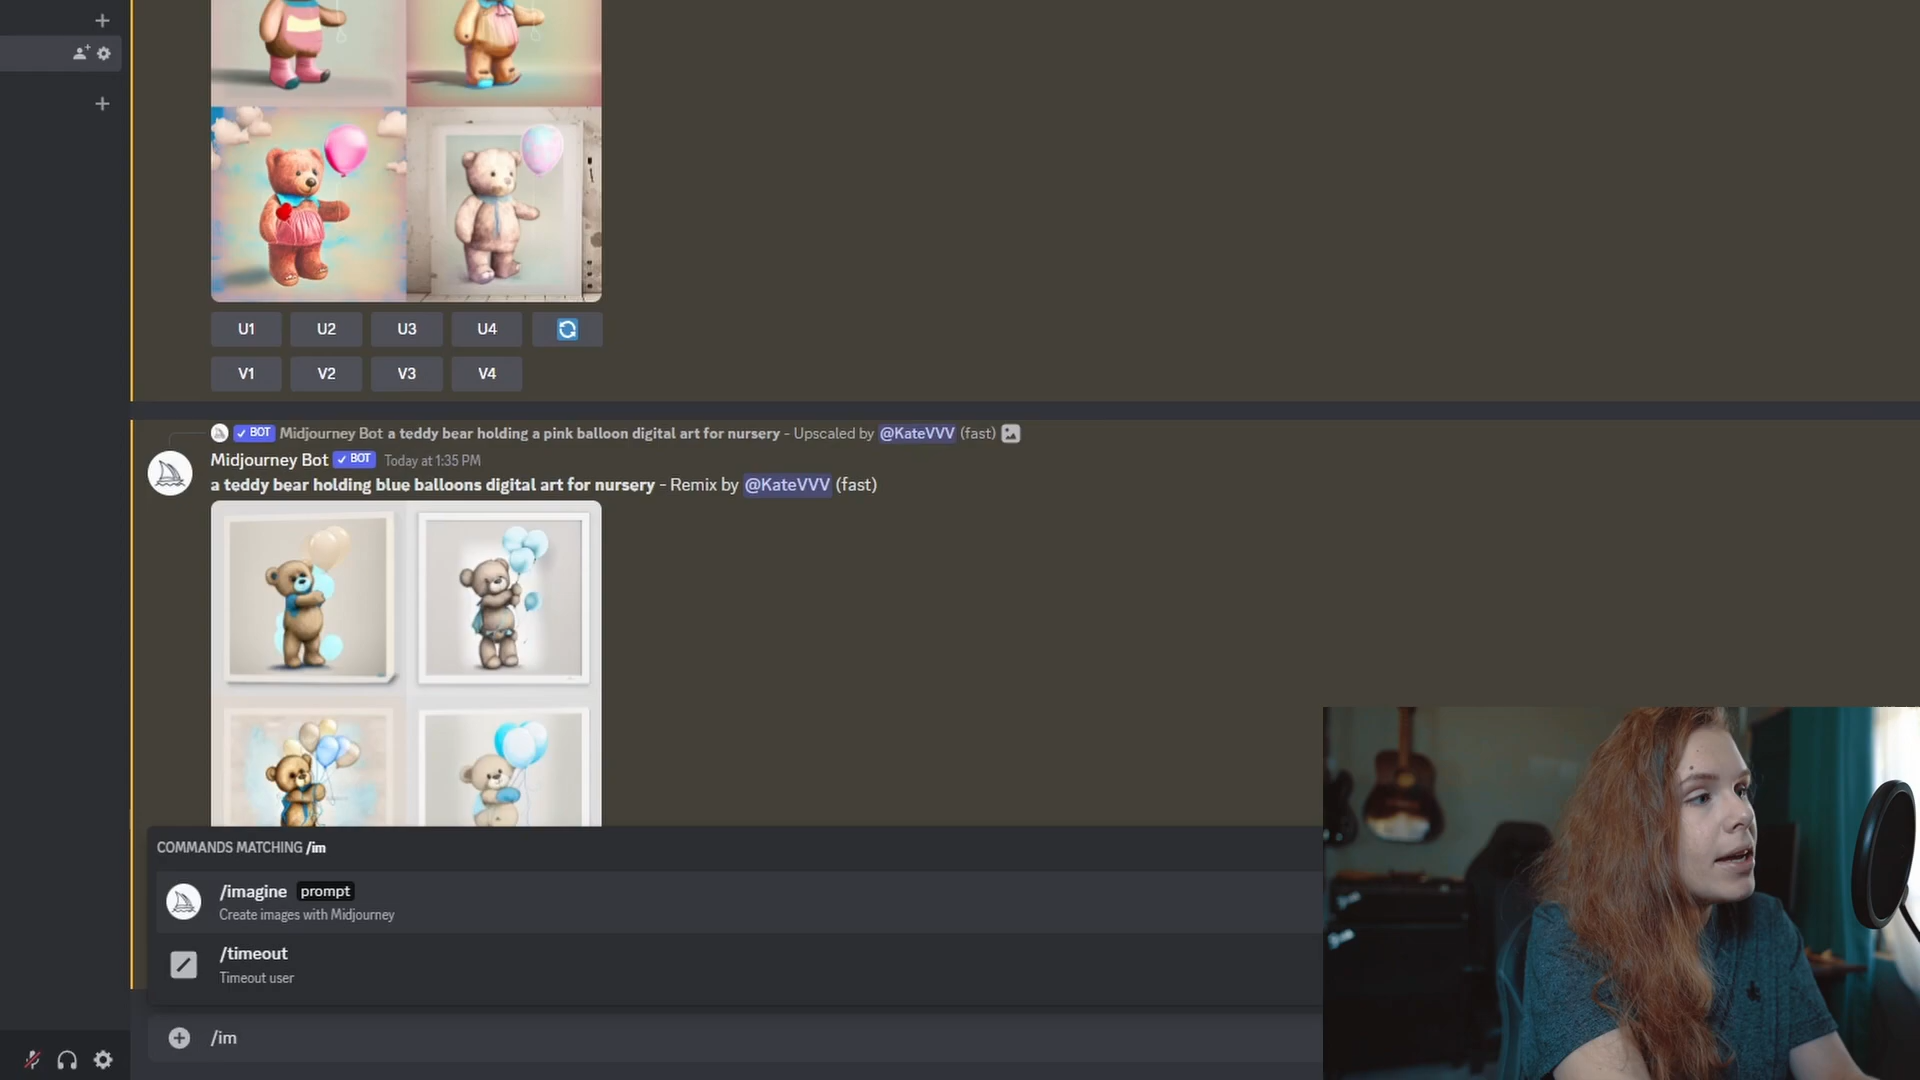 U1 U2 U3 U4
V1 V2 V3 V4
BOT Midjourney Bot a teddy bear holding a pink balloon digital art for nursery - Upscaled by @KateVVV (fast)
Midjourney Bot BOT Today at 1:35 PM
a teddy bear holding blue balloons digital art for nursery - Remix by @KateVVV (fast)
COMMANDS MATCHING /im
/imagine prompt
Create images with Midjourney
/timeout
Timeout user
/im